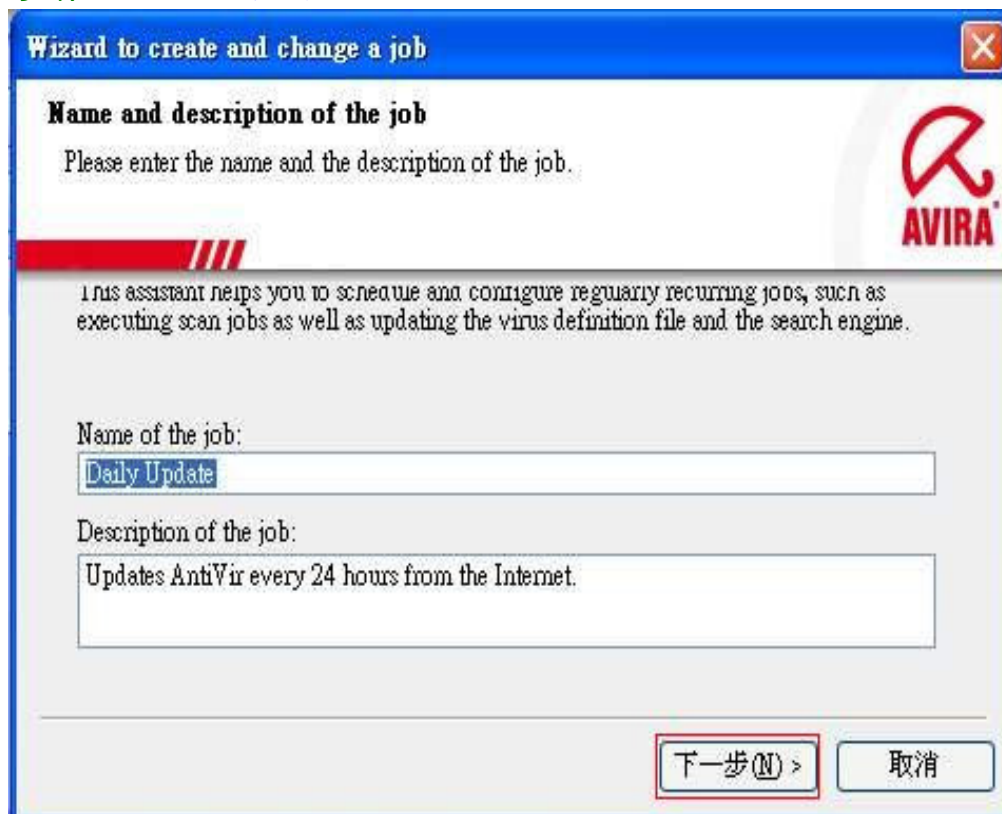 Wizard to create and change a job
Name and description of the job
Please enter the name and the description of the job.
AVIRA
This assistant helps you to schedule and configure regularly recurring jobs, such as
executing scan jobs as well as updating the virus definition file and the search engine.
Name of the job:
Daily Update
Description of the job:
Updates AntiVir every 24 hours from the Internet.
下一步(N) >
取消